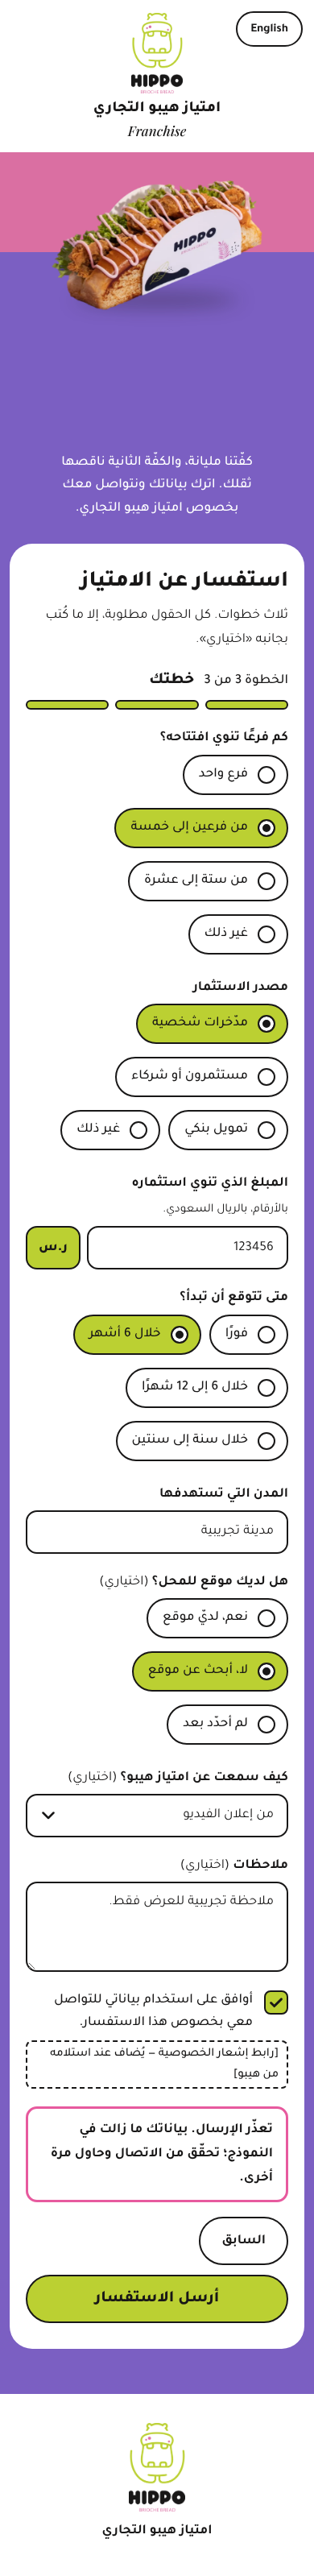 English
HIPPO
BRIOCHE BREAD
امتياز هيبو التجاري
Franchise
HIPPO
كفّتنا مليانة، والكفّة الثانية ناقصها
ثقلك. اترك بياناتك ونتواصل معك
بخصوص امتياز هيبو التجاري.
استفسار عن الامتياز
ثلاث خطوات. كل الحقول مطلوبة، إلا ما كُتب
بجانبه «اختياري».
الخطوة 3 من 3 خطتك
كم فرعًا تنوي افتتاحه؟
فرع واحد
من فرعين إلى خمسة
من ستة إلى عشرة
غير ذلك
مصدر الاستثمار
مدّخرات شخصية
مستثمرون أو شركاء
تمويل بنكي
غير ذلك
المبلغ الذي تنوي استثماره
بالأرقام، بالريال السعودي.
123456
ر.س
متى تتوقع أن تبدأ؟
فورًا
خلال 6 أشهر
خلال 6 إلى 12 شهرًا
خلال سنة إلى سنتين
المدن التي تستهدفها
مدينة تجريبية
هل لديك موقع للمحل؟ (اختياري)
نعم، لديّ موقع
لا، أبحث عن موقع
لم أحدّد بعد
كيف سمعت عن امتياز هيبو؟ (اختياري)
من إعلان الفيديو
ملاحظات (اختياري)
ملاحظة تجريبية للعرض فقط.
أوافق على استخدام بياناتي للتواصل
معي بخصوص هذا الاستفسار.
[رابط إشعار الخصوصية – يُضاف عند استلامه
من هيبو]
تعذّر الإرسال. بياناتك ما زالت في
النموذج؛ تحقّق من الاتصال وحاول مرة
أخرى.
السابق
أرسل الاستفسار
HIPPO
BRIOCHE BREAD
امتياز هيبو التجاري